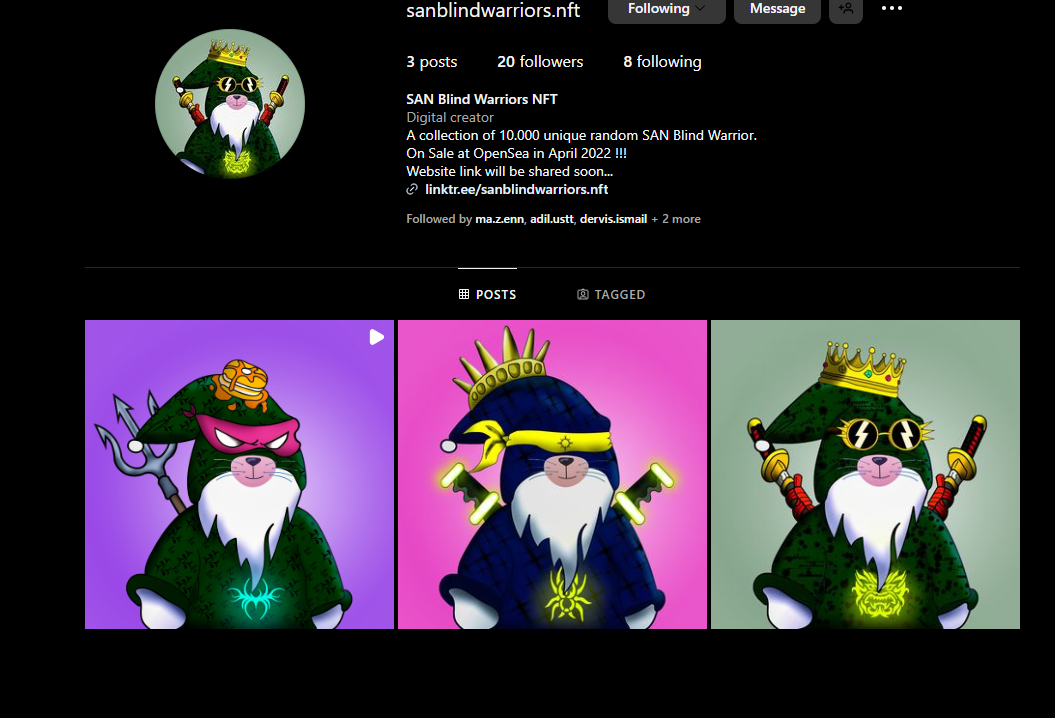 sanblindwarriors.nft Following Message
3 posts 20 followers 8 following
SAN Blind Warriors NFT
Digital creator
A collection of 10.000 unique random SAN Blind Warrior.
On Sale at OpenSea in April 2022 !!!
Website link will be shared soon...
linktr.ee/sanblindwarriors.nft
Followed by ma.z.enn, adil.ustt, dervis.ismail + 2 more
POSTS TAGGED